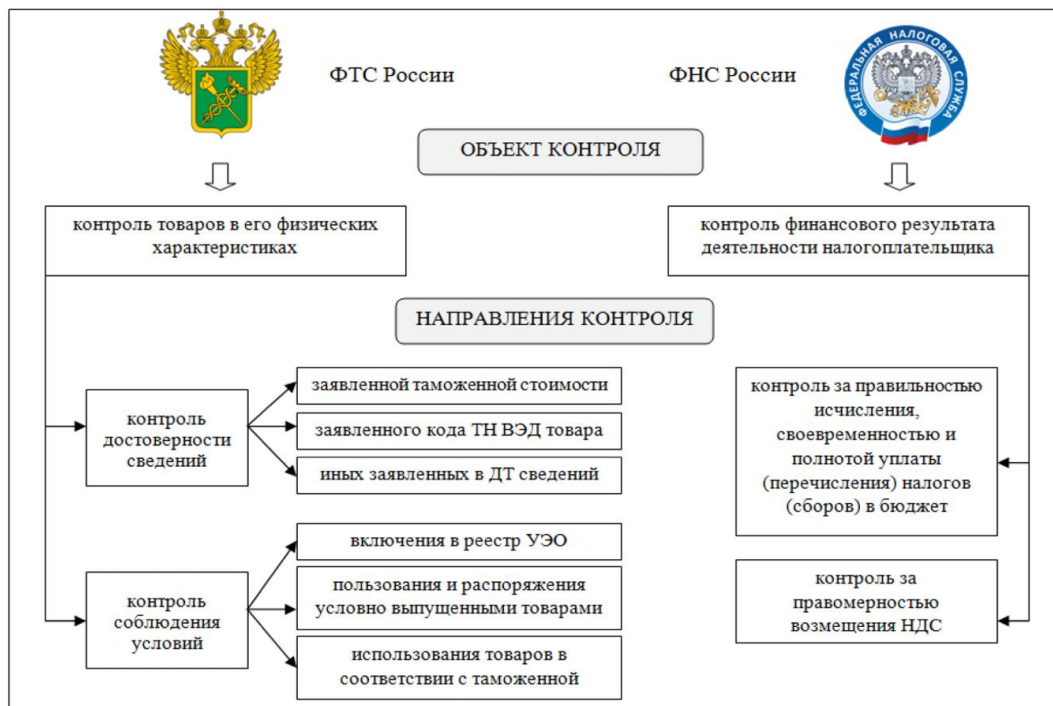 ФТС России
ФНС России
ФЕДЕРАЛЬНАЯ НАЛОГОВАЯ СЛУЖБА
ОБЪЕКТ КОНТРОЛЯ
контроль товаров в его физических
характеристиках
контроль финансового результата
деятельности налогоплательщика
НАПРАВЛЕНИЯ КОНТРОЛЯ
контроль
достоверности
сведений
заявленной таможенной стоимости
заявленного кода ТН ВЭД товара
иных заявленных в ДТ сведений
контроль
соблюдения
условий
включения в реестр УЭО
пользования и распоряжения
условно выпущенными товарами
использования товаров в
соответствии с таможенной
контроль за правильностью
исчисления,
своевременностью и
полнотой уплаты
(перечисления) налогов
(сборов) в бюджет
контроль за
правомерностью
возмещения НДС